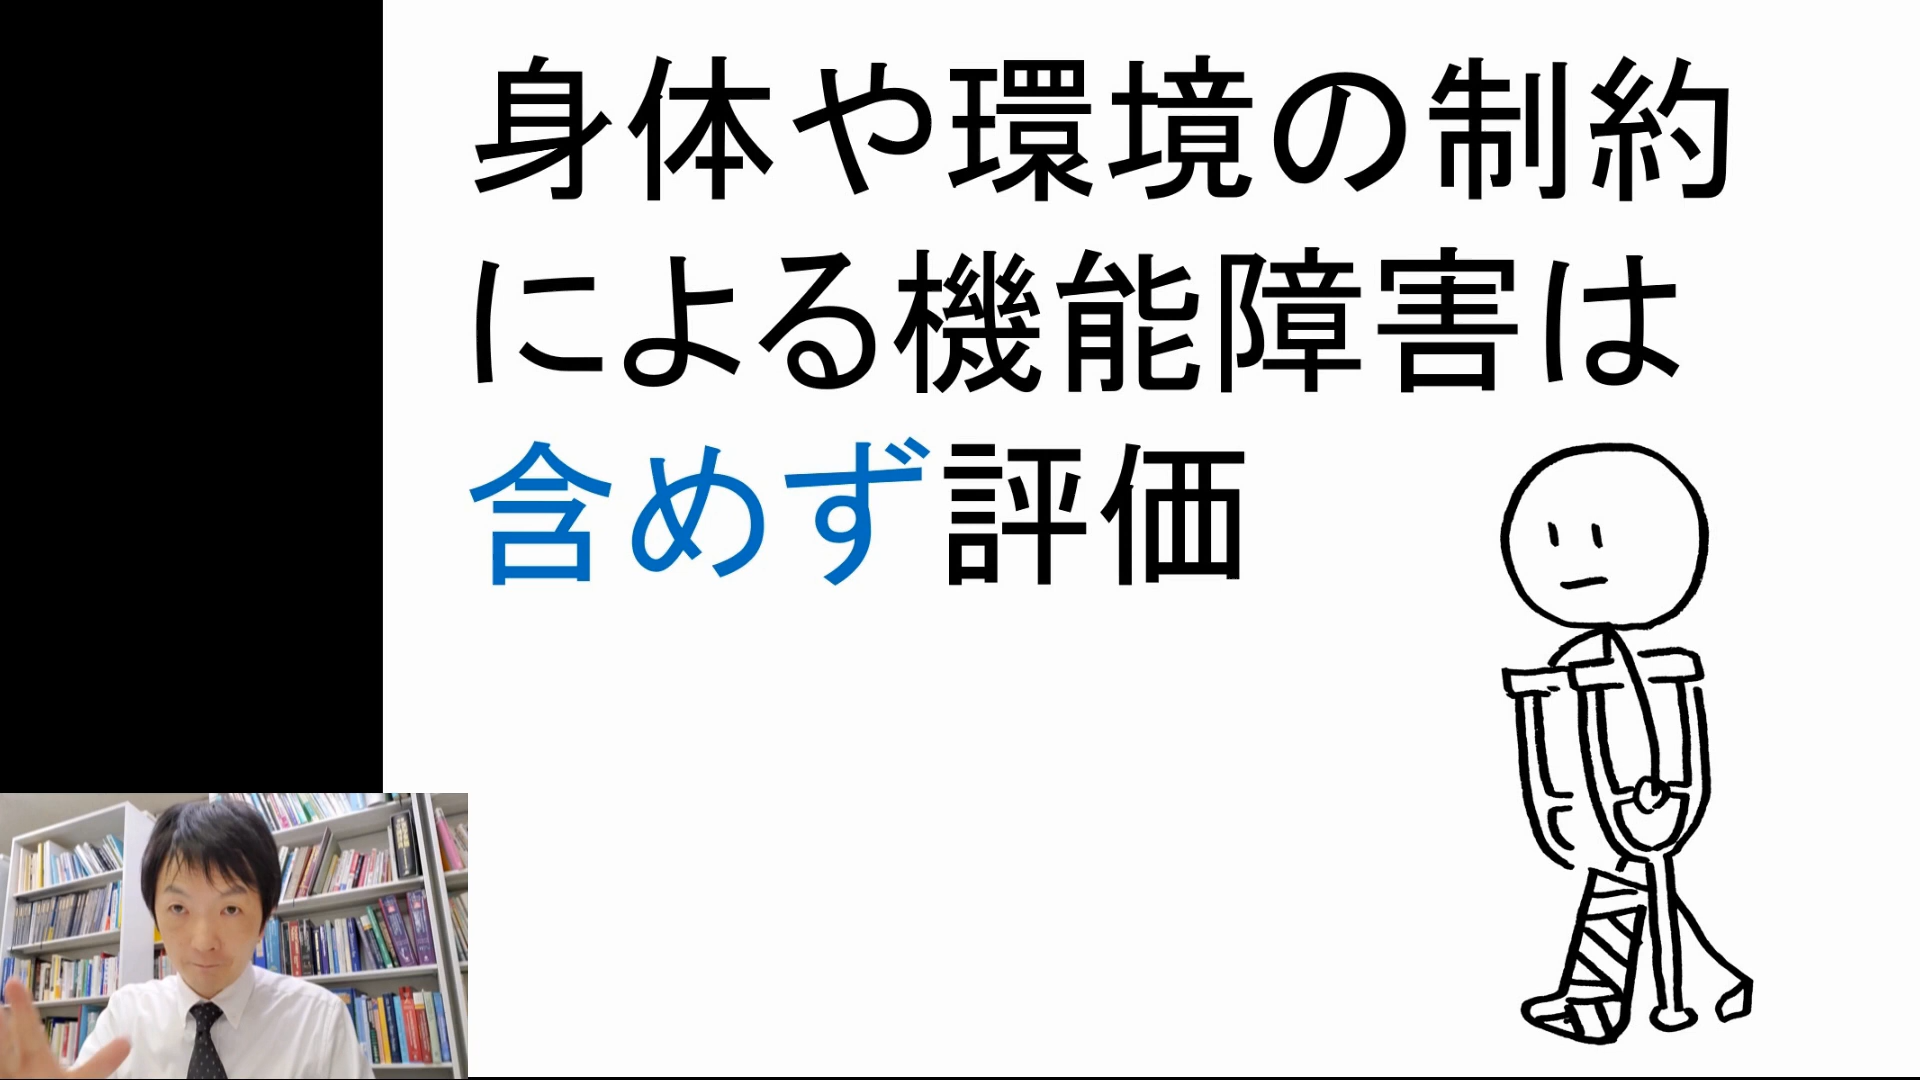 身体や環境の制約
による機能障害は
含めず評価